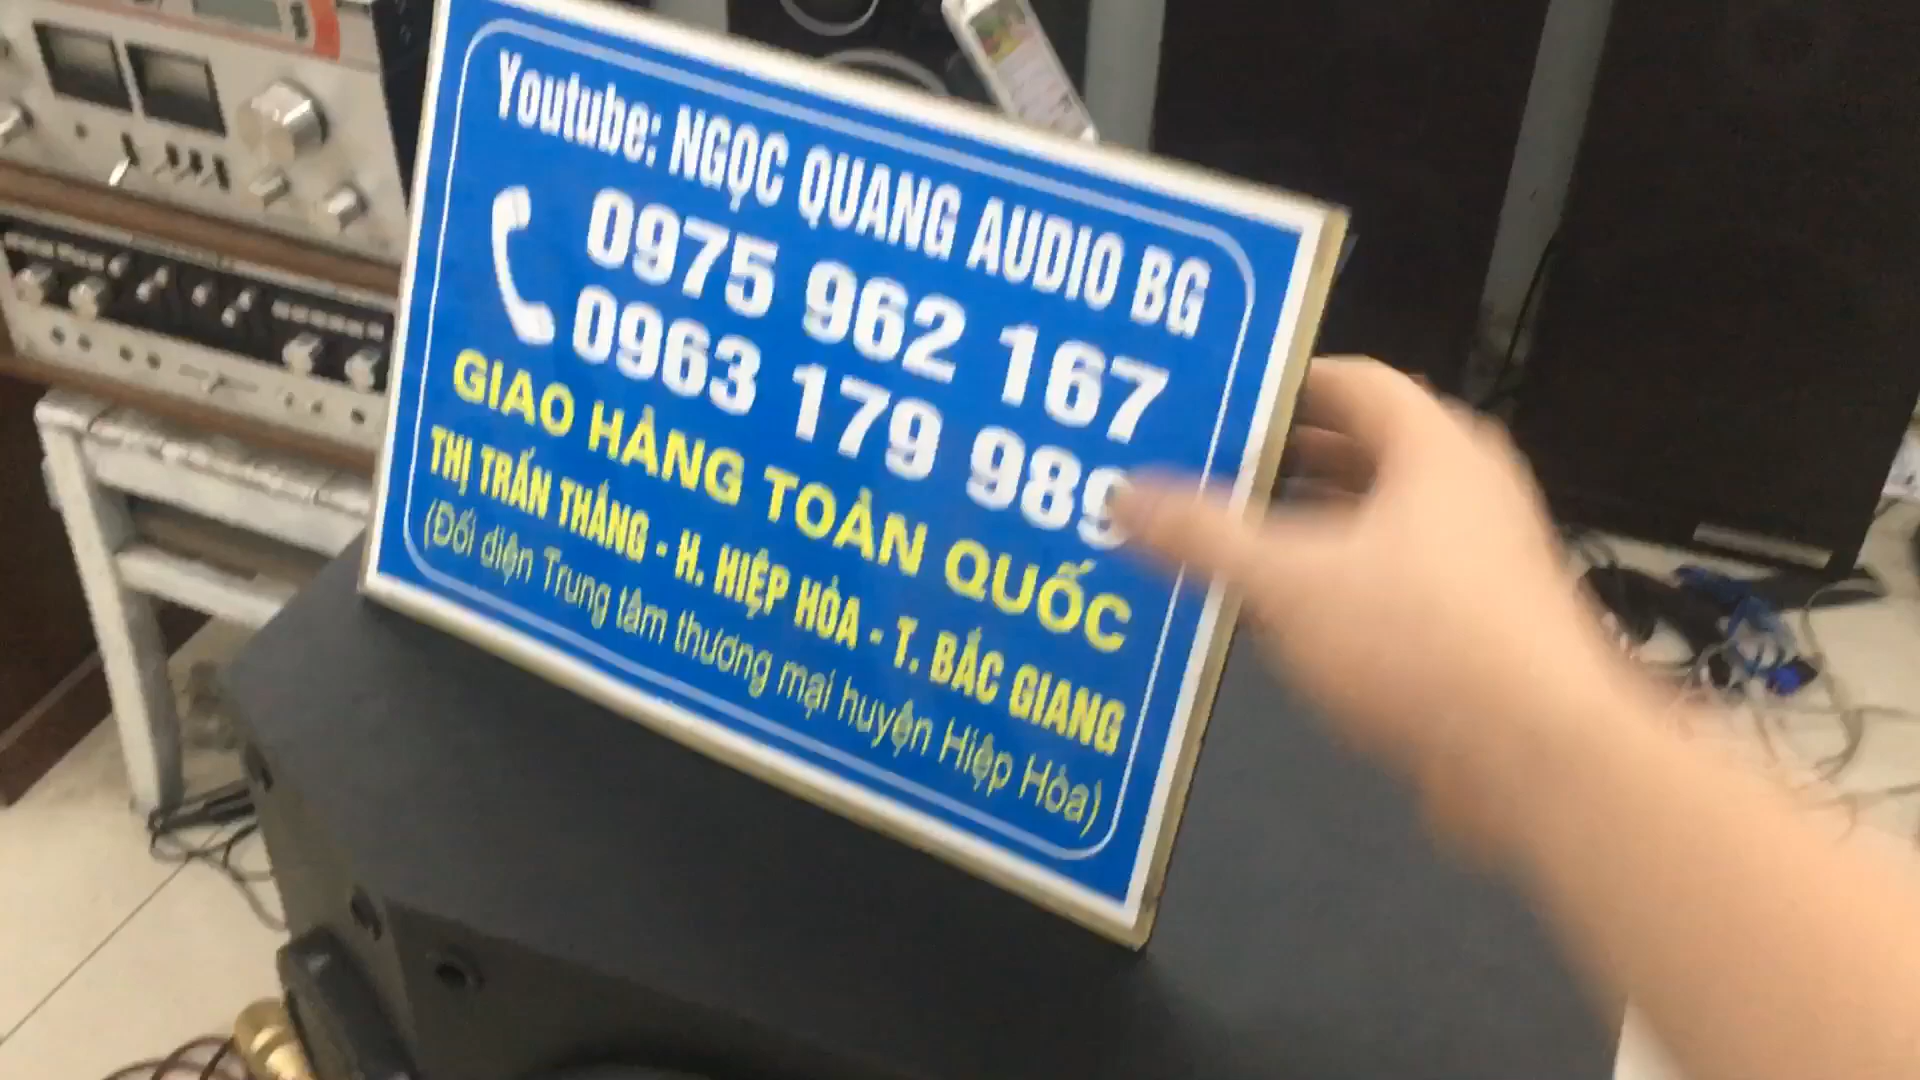 Youtube: NGỌC QUANG AUDIO BG
0975 962 167
0963 179 989
GIAO HÀNG TOÀN QUỐC
THỊ TRẤN THẮNG - H. HIỆP HÒA - T. BẮC GIANG
(Đối diện Trung tâm thương mại huyện Hiệp Hòa)